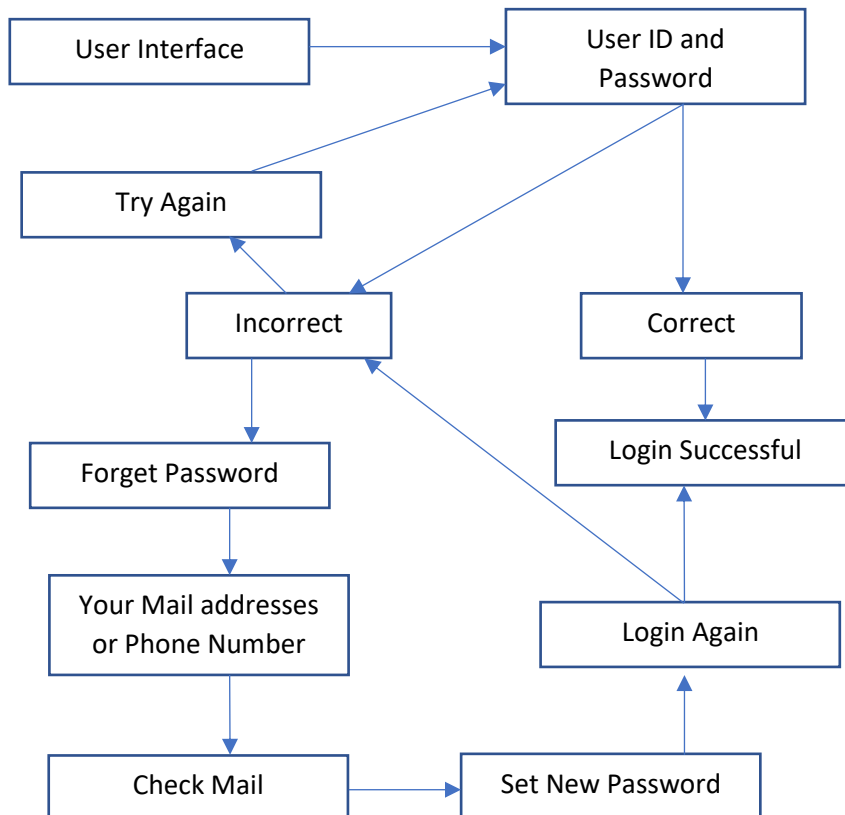 User Interface
User ID and
Password
Try Again
Incorrect
Correct
Forget Password
Login Successful
Your Mail addresses
or Phone Number
Login Again
Check Mail
Set New Password